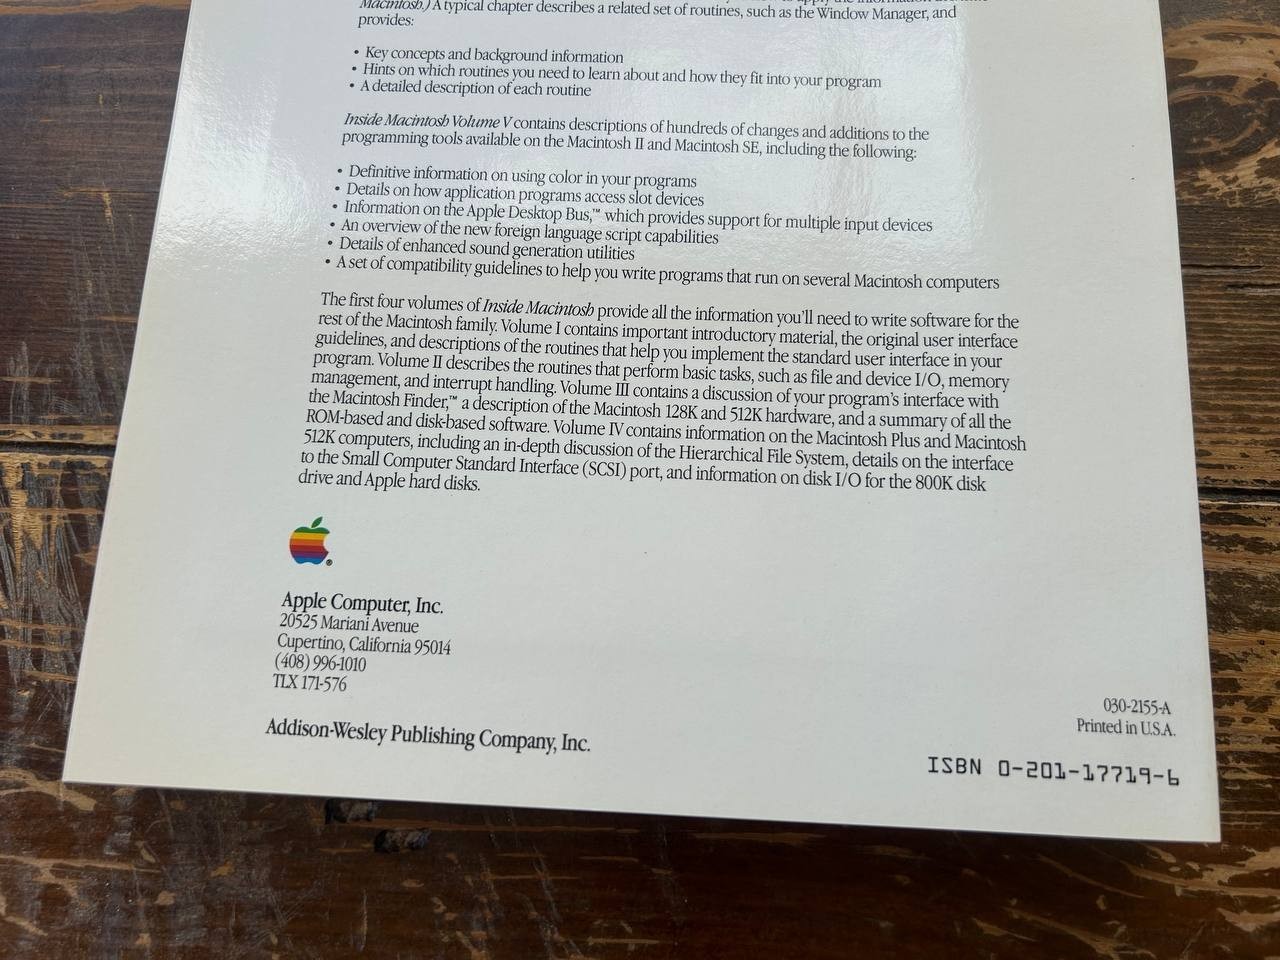 Macintosh.) A typical chapter describes a related set of routines, such as the Window Manager, and
provides:
• Key concepts and background information
• Hints on which routines you need to learn about and how they fit into your program
• A detailed description of each routine
Inside Macintosh Volume V contains descriptions of hundreds of changes and additions to the
programming tools available on the Macintosh II and Macintosh SE, including the following:
• Definitive information on using color in your programs
• Details on how application programs access slot devices
• Information on the Apple Desktop Bus,™ which provides support for multiple input devices
• An overview of the new foreign language script capabilities
• Details of enhanced sound generation utilities
• A set of compatibility guidelines to help you write programs that run on several Macintosh computers
The first four volumes of Inside Macintosh provide all the information you'll need to write software for the
rest of the Macintosh family. Volume I contains important introductory material, the original user interface
guidelines, and descriptions of the routines that help you implement the standard user interface in your
program. Volume II describes the routines that perform basic tasks, such as file and device I/O, memory
management, and interrupt handling. Volume III contains a discussion of your program's interface with
the Macintosh Finder,™ a description of the Macintosh 128K and 512K hardware, and a summary of all the
ROM-based and disk-based software. Volume IV contains information on the Macintosh Plus and Macintosh
512K computers, including an in-depth discussion of the Hierarchical File System, details on the interface
to the Small Computer Standard Interface (SCSI) port, and information on disk I/O for the 800K disk
drive and Apple hard disks.
®
Apple Computer, Inc.
20525 Mariani Avenue
Cupertino, California 95014
(408) 996-1010
TLX 171-576
Addison-Wesley Publishing Company, Inc.
030-2155-A
Printed in U.S.A.
ISBN 0-201-17719-6